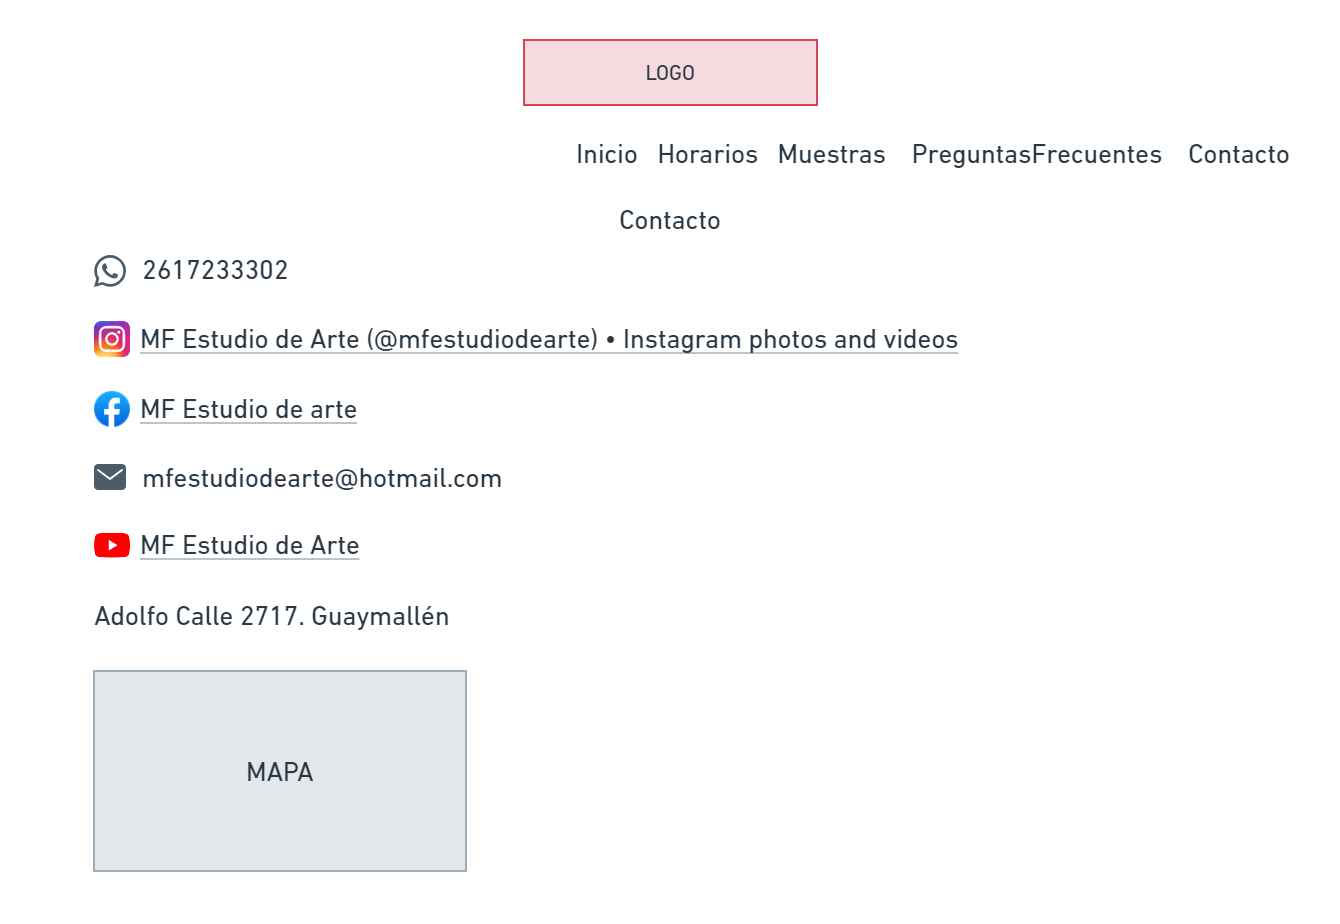 LOGO
Inicio Horarios Muestras PreguntasFrecuentes Contacto
Contacto
2617233302
MF Estudio de Arte (@mfestudiodearte) • Instagram photos and videos
MF Estudio de arte
mfestudiodearte@hotmail.com
MF Estudio de Arte
Adolfo Calle 2717. Guaymallén
MAPA